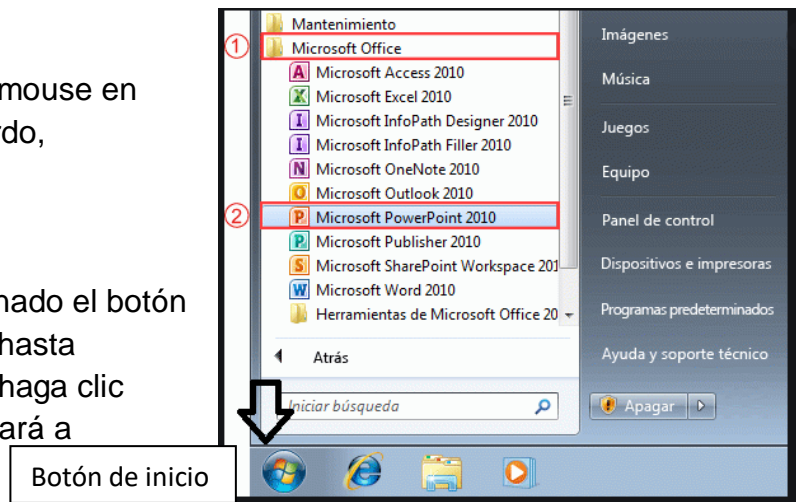 mouse en
rdo,
nado el botón
hasta
haga clic
ará a
Botón de inicio
① Mantenimiento
Microsoft Office
Microsoft Access 2010
Microsoft Excel 2010
Microsoft InfoPath Designer 2010
Microsoft InfoPath Filler 2010
Microsoft OneNote 2010
Microsoft Outlook 2010
② Microsoft PowerPoint 2010
Microsoft Publisher 2010
Microsoft SharePoint Workspace 201
Microsoft Word 2010
Herramientas de Microsoft Office 20
Atrás
Iniciar búsqueda
Imágenes
Música
Juegos
Equipo
Panel de control
Dispositivos e impresoras
Programas predeterminados
Ayuda y soporte técnico
Apagar